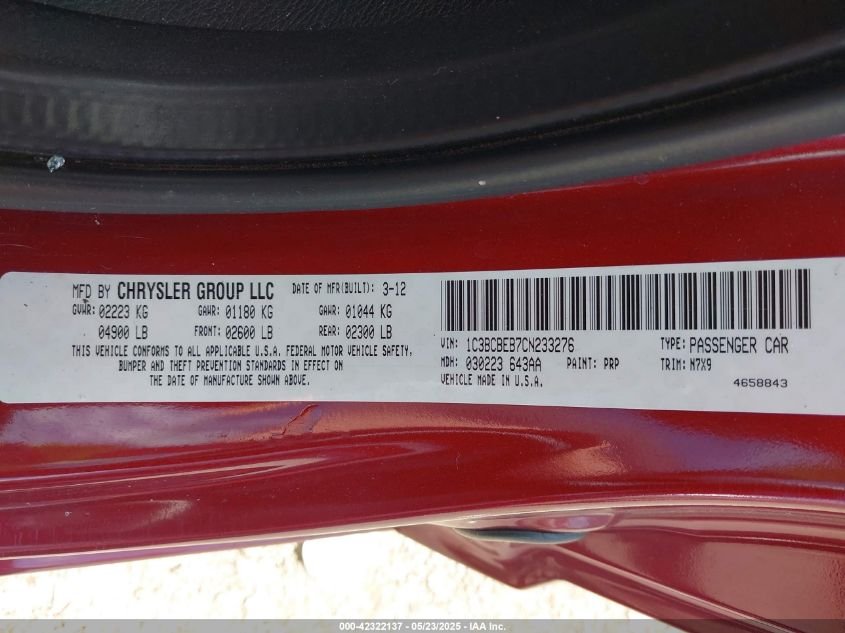 MFD BY CHRYSLER GROUP LLC DATE OF MFR(BUILT): 3-12
GVWR: 02223 KG GAWR: 01180 KG GAWR: 01044 KG
04900 LB FRONT: 02600 LB REAR: 02300 LB
THIS VEHICLE CONFORMS TO ALL APPLICABLE U.S.A. FEDERAL MOTOR VEHICLE SAFETY,
BUMPER AND THEFT PREVENTION STANDARDS IN EFFECT ON
THE DATE OF MANUFACTURE SHOWN ABOVE.
VIN: 1C3BCBEB7CN233276 TYPE: PASSENGER CAR
MDH: 030223 643AA PAINT: PRP TRIM: N7X9
VEHICLE MADE IN U.S.A. 4658843
000-42322137 - 05/23/2025 - IAA Inc.